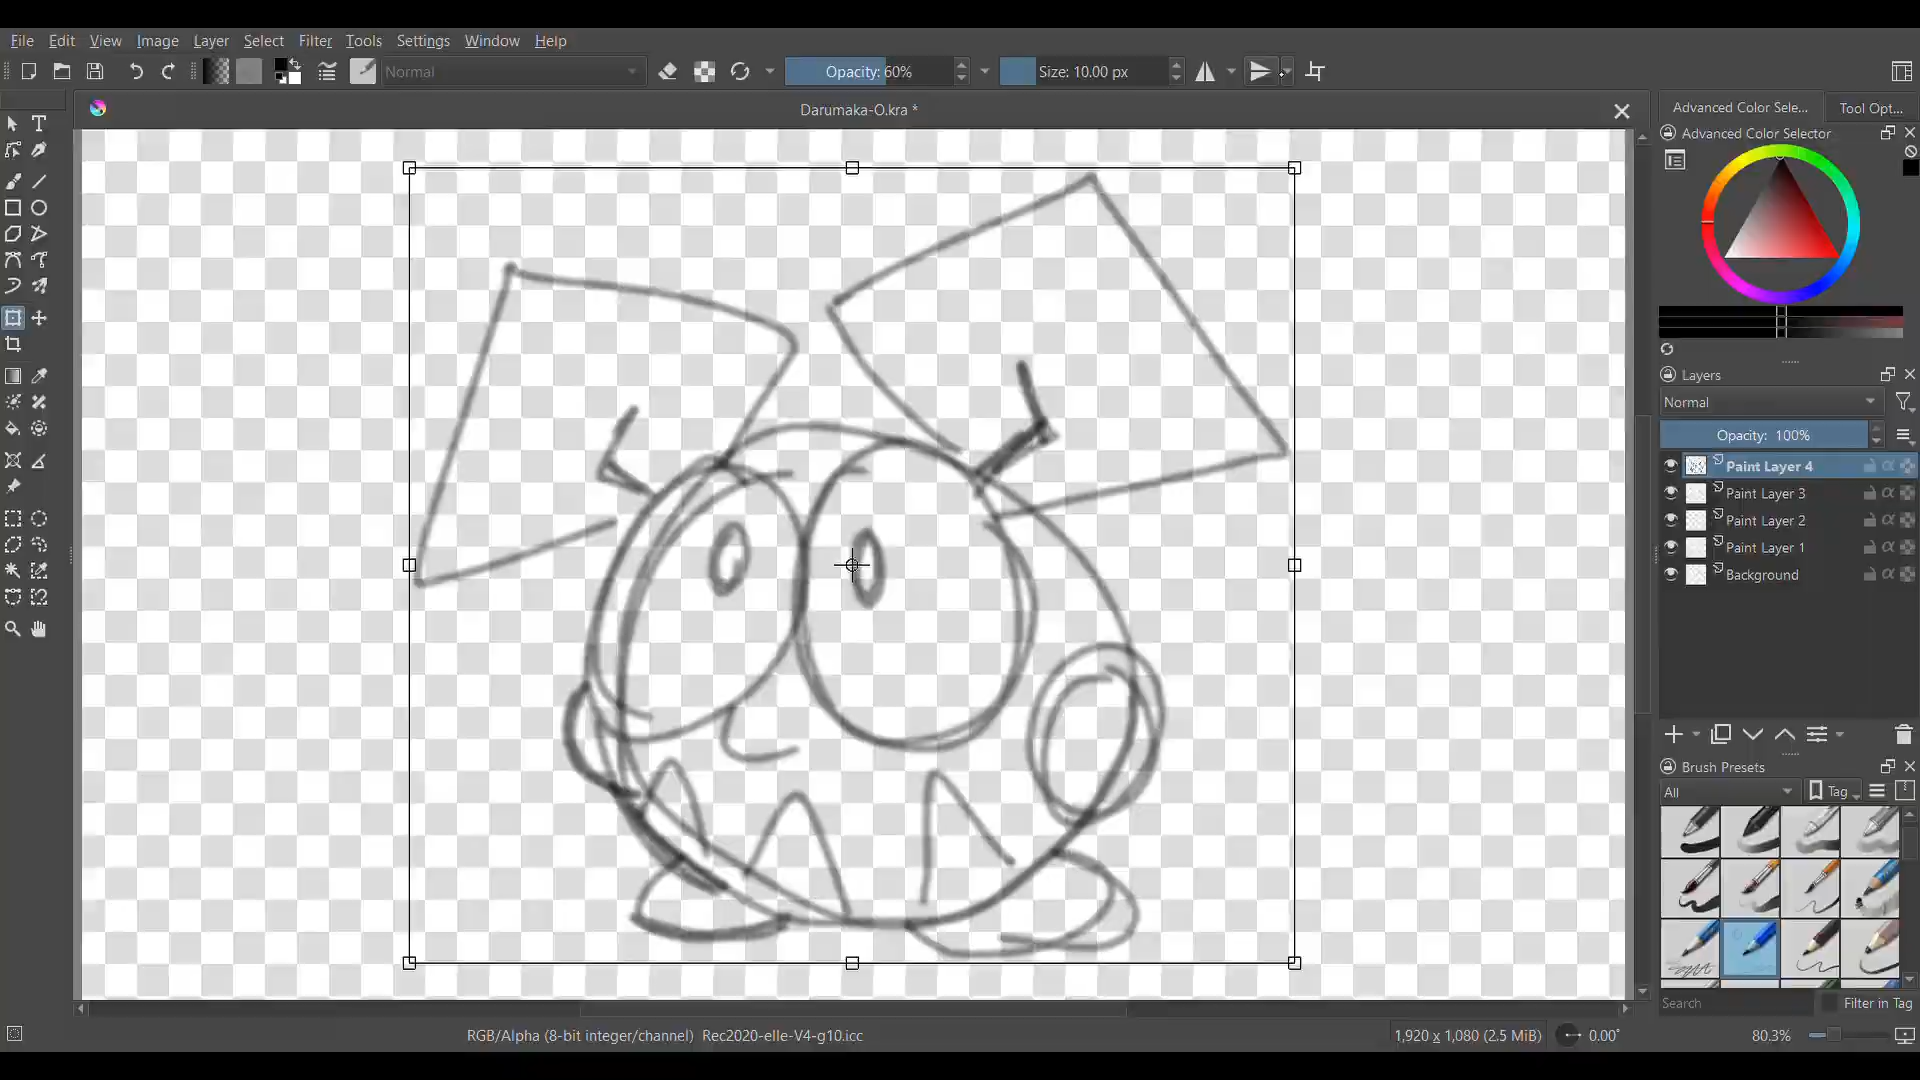 File Edit View Image Layer Select Filter Tools Settings Window Help
Normal
Opacity: 60%
Size: 10.00 px
Darumaka-O.kra *
Advanced Color Sele...
Tool Opt...
Advanced Color Selector
Layers
Normal
Opacity: 100%
Paint Layer 4
Paint Layer 3
Paint Layer 2
Paint Layer 1
Background
Brush Presets
All
Tag
Search
Filter in Tag
RGB/Alpha (8-bit integer/channel) Rec2020-elle-V4-g10.icc
1,920 x 1,080 (2.5 MiB)
0.00°
80.3%